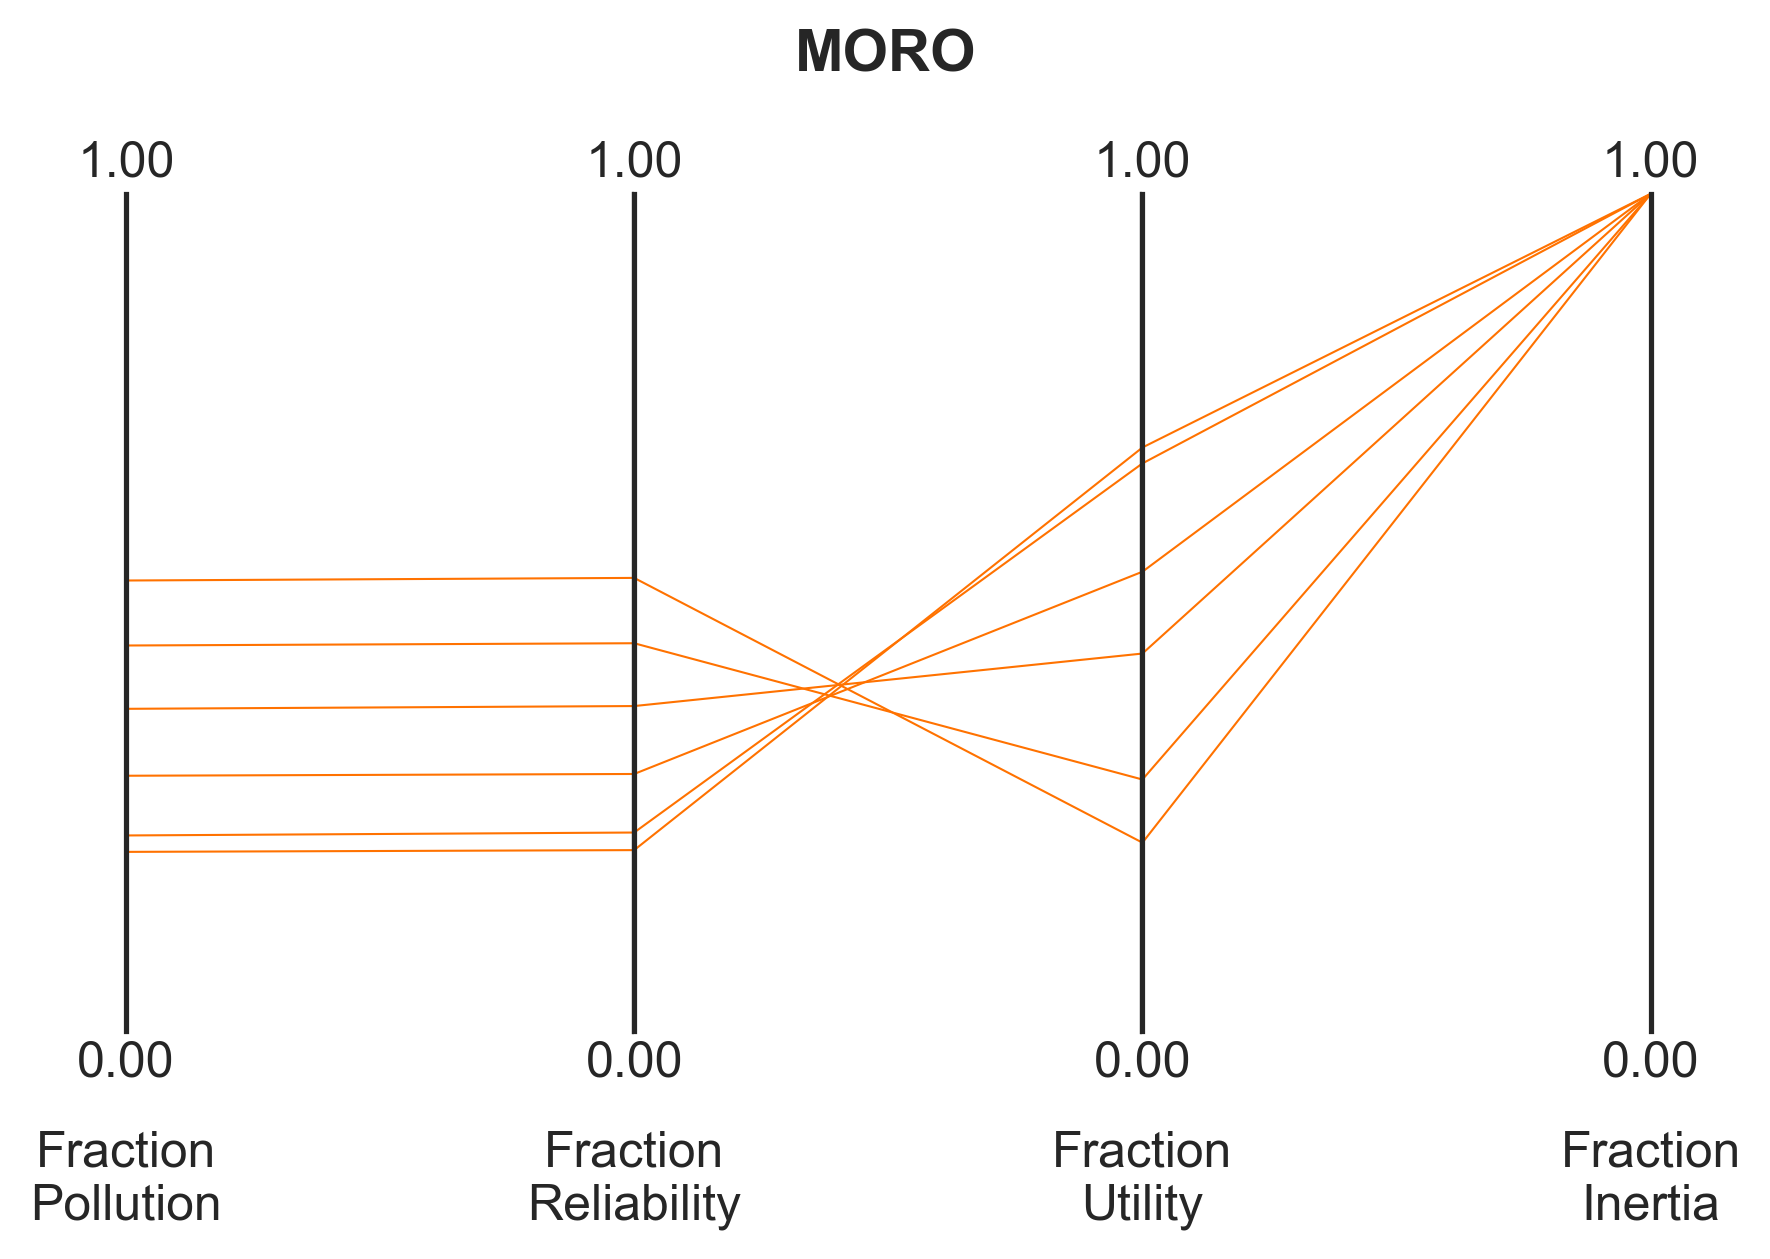 MORO
1.00 1.00 1.00 1.00
0.00 0.00 0.00 0.00
Fraction Fraction Fraction Fraction
Pollution Reliability Utility Inertia